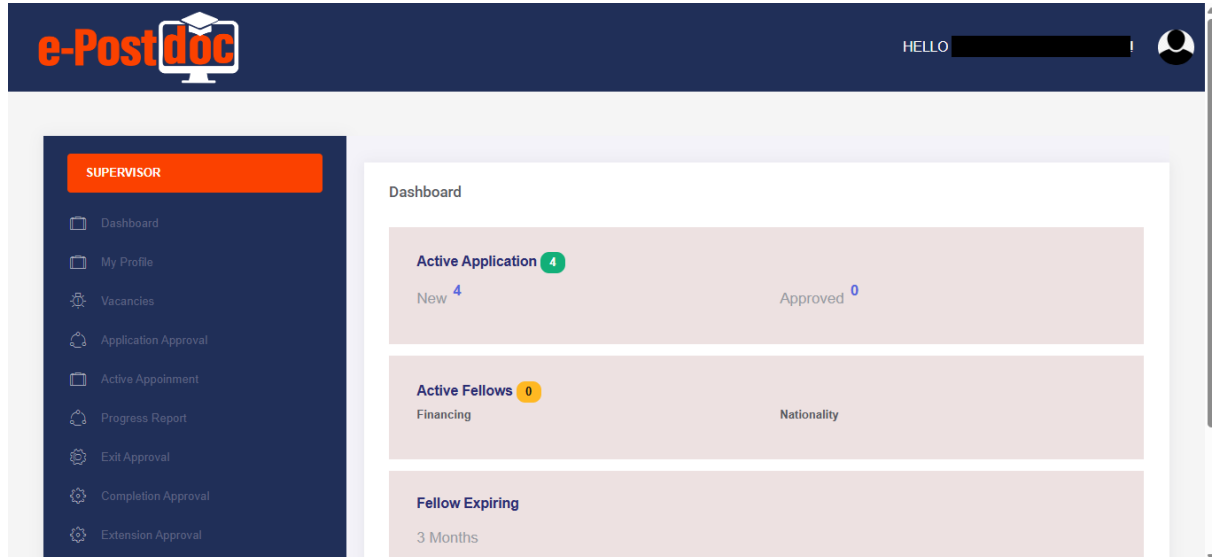 e-Postdoc
HELLO !
SUPERVISOR
Dashboard
My Profile
Vacancies
Application Approval
Active Appoinment
Progress Report
Exit Approval
Completion Approval
Extension Approval
Dashboard
Active Application 4
New 4 Approved 0
Active Fellows 0
Financing Nationality
Fellow Expiring
3 Months